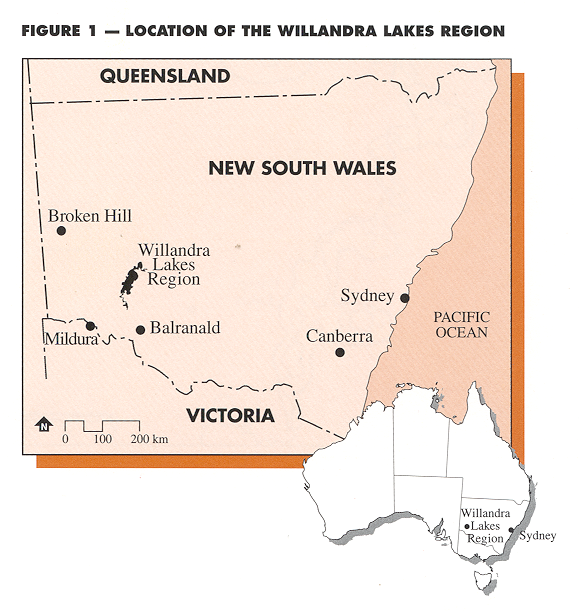 FIGURE 1 — LOCATION OF THE WILLANDRA LAKES REGION
QUEENSLAND
NEW SOUTH WALES
Broken Hill
Willandra
Lakes
Region
Sydney
PACIFIC
OCEAN
Mildura
Balranald
Canberra
VICTORIA
N
0 100 200 km
Willandra
Lakes
Region
Sydney